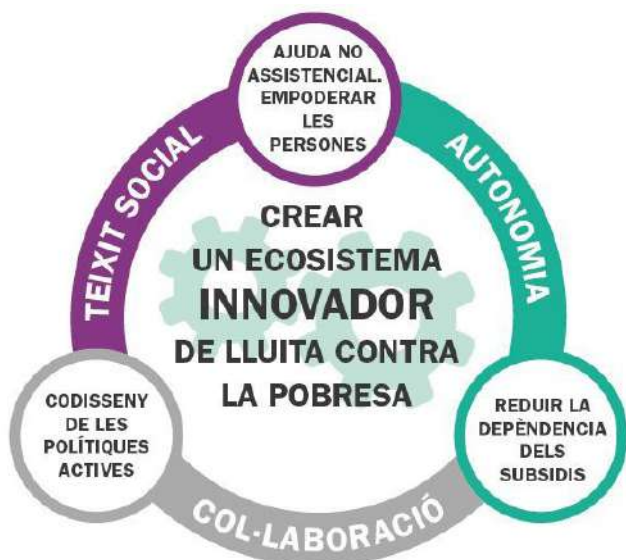 AJUDA NO
ASSISTENCIAL.
EMPODERAR
LES
PERSONES
TEIXIT SOCIAL
AUTONOMIA
CREAR
UN ECOSISTEMA
INNOVADOR
DE LLUITA CONTRA
LA POBRESA
CODISSENY
DE LES
POLÍTIQUES
ACTIVES
REDUIR LA
DEPÈNDENCIA
DELS
SUBSIDIS
COL·LABORACIÓ